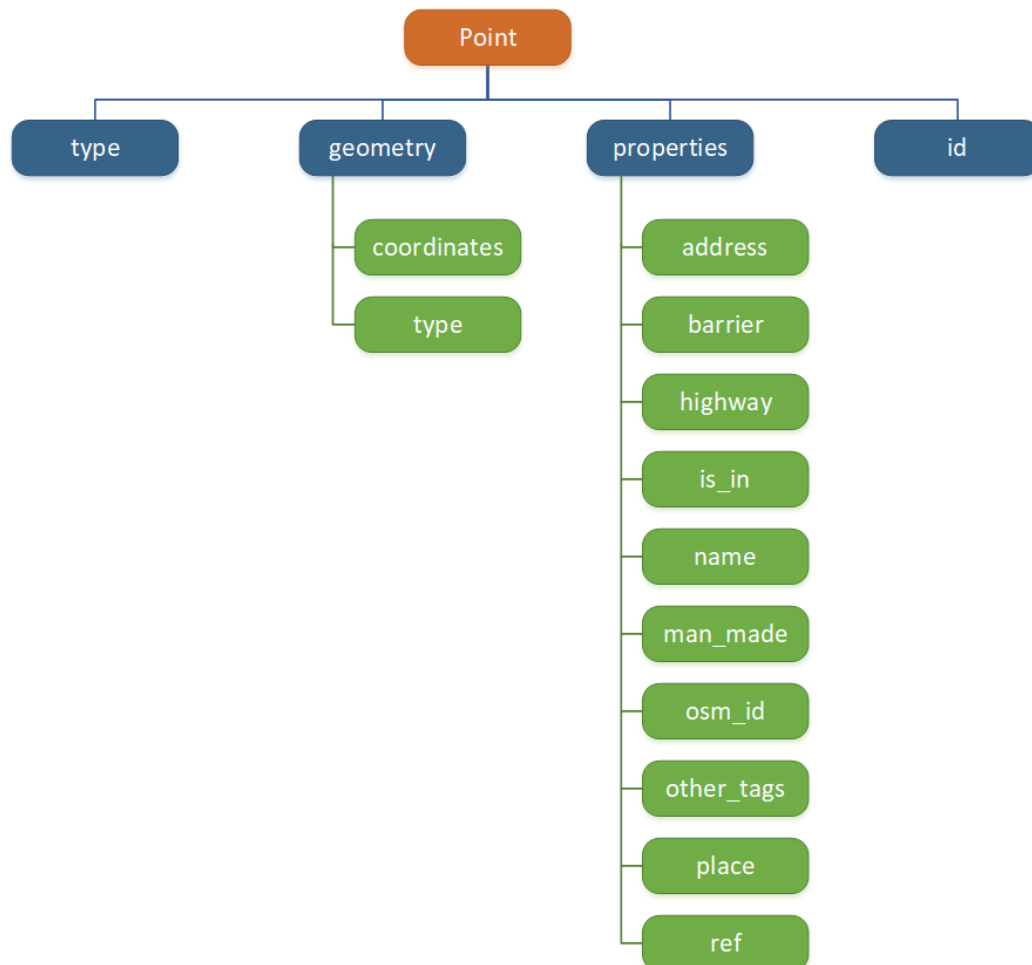 Point
type
geometry
properties
id
coordinates
type
address
barrier
highway
is_in
name
man_made
osm_id
other_tags
place
ref